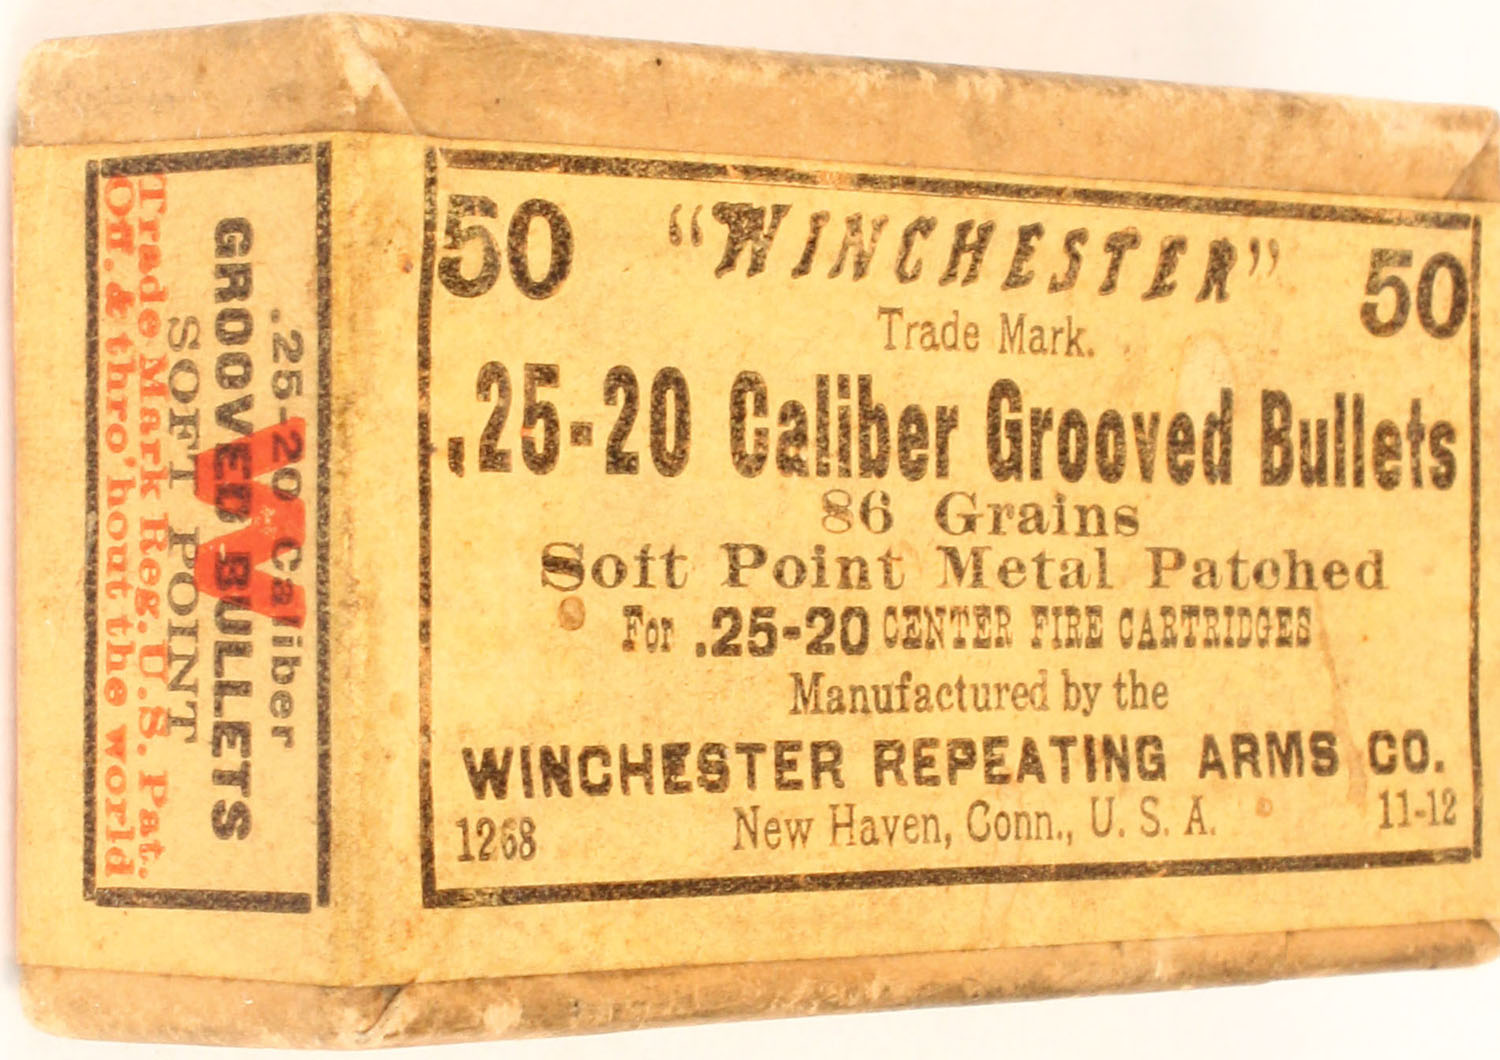 50 "WINCHESTER" 50
Trade Mark.
.25-20 Caliber Grooved Bullets
86 Grains
Soft Point Metal Patched
For .25-20 CENTER FIRE CARTRIDGES
Manufactured by the
WINCHESTER REPEATING ARMS CO.
1268 New Haven, Conn., U. S. A. 11-12
.25-20 Caliber
GROOVED BULLETS
SOFT POINT
W
Trade Mark Reg. U. S. Pat.
Off. & thro'hout the world